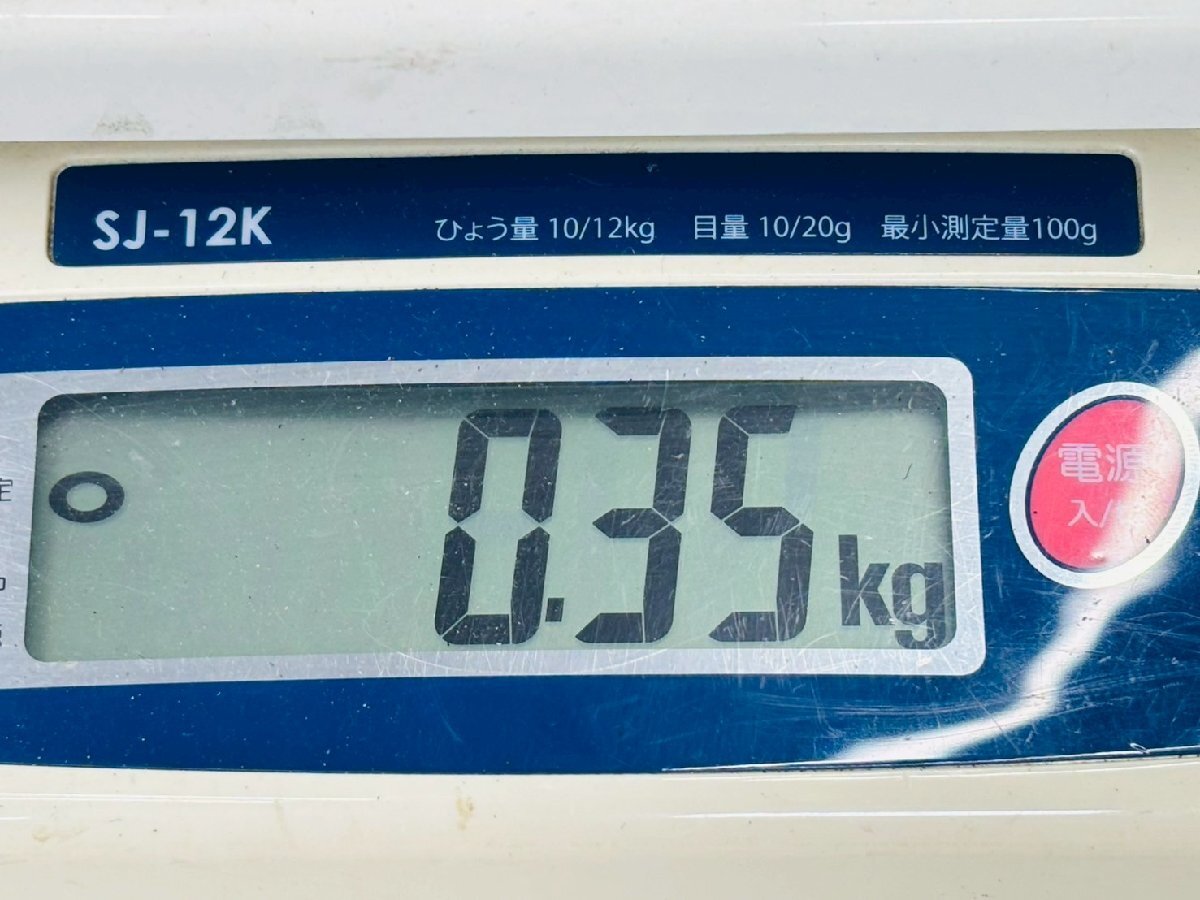 SJ-12K ひょう量 10/12kg 目量 10/20g 最小測定量100g
0.35 kg
電源
入/
定